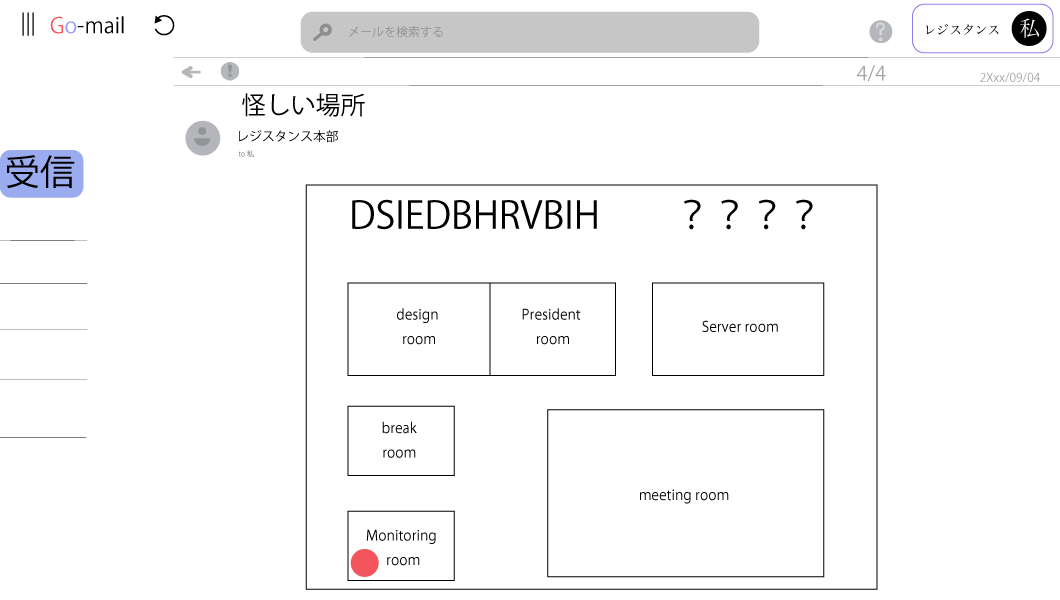 Go-mail
メールを検索する
?
レジスタンス 私
!
4/4
2Xxx/09/04
怪しい場所
レジスタンス本部
to 私
受信
DSIEDBHRVBIH ？？？？
design
room
President
room
Server room
break
room
meeting room
Monitoring
room